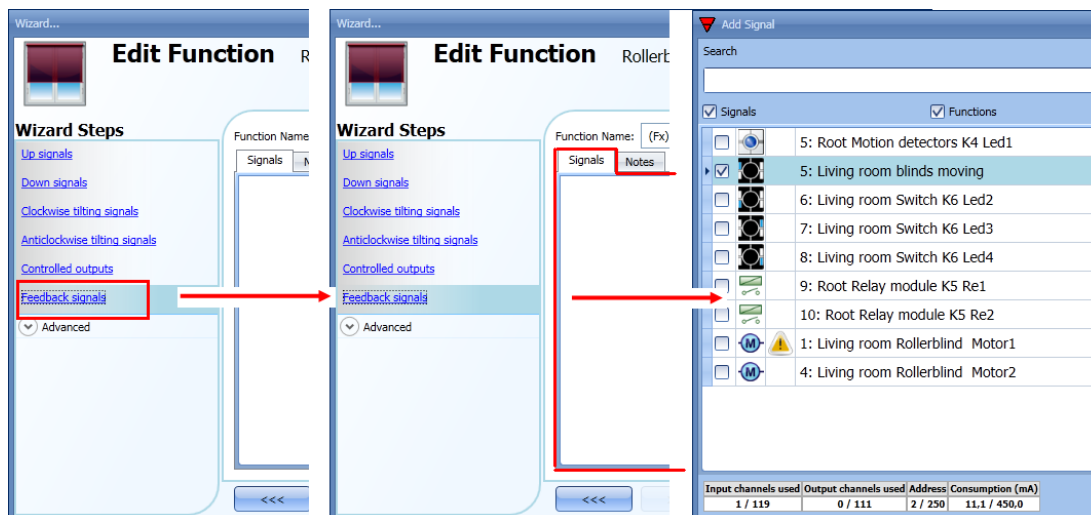 Wizard...
Edit Function
Wizard Steps
Up signals
Down signals
Clockwise tilting signals
Anticlockwise tilting signals
Controlled outputs
Feedback signals
Advanced
Function Name
Signals
<<<
Wizard...
Edit Function
Wizard Steps
Up signals
Down signals
Clockwise tilting signals
Anticlockwise tilting signals
Controlled outputs
Feedback signals
Advanced
Function Name: (Fx)
Signals Notes
<<<
Add Signal
Search
Signals Functions
5: Root Motion detectors K4 Led1
5: Living room blinds moving
6: Living room Switch K6 Led2
7: Living room Switch K6 Led3
8: Living room Switch K6 Led4
9: Root Relay module K5 Re1
10: Root Relay module K5 Re2
M 1: Living room Rollerblind Motor1
M 4: Living room Rollerblind Motor2
Input channels used Output channels used Address Consumption (mA)
1 / 119 0 / 111 2 / 250 11,1 / 450,0